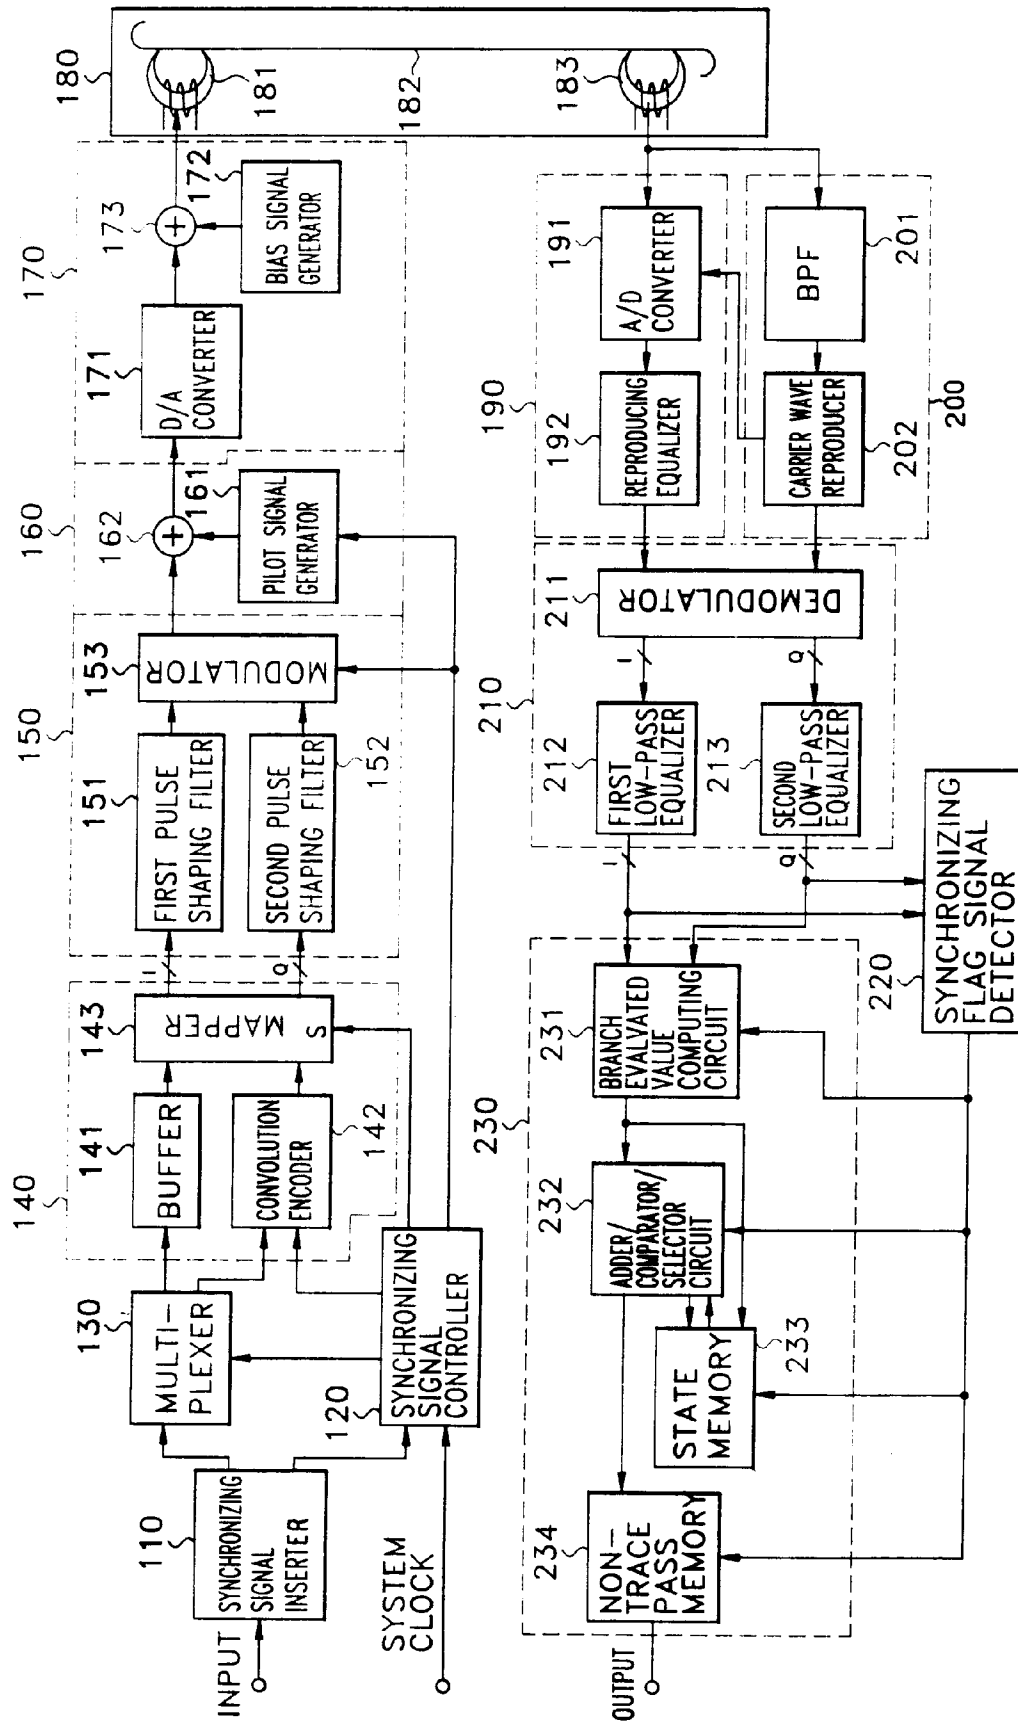 110
SYNCHRONIZING
SIGNAL
INSERTER
INPUT
SYSTEM
CLOCK
120
SYNCHRONIZING
SIGNAL
CONTROLLER
130
MULTI-
PLEXER
140
141
BUFFER
CONVOLUTION
ENCODER
142
143
MAPPER
S
I
Q
150
151
FIRST PULSE
SHAPING FILTER
SECOND PULSE
SHAPING FILTER
152
153
MODULATOR
160
162
+
161
PILOT SIGNAL
GENERATOR
170
171
D/A
CONVERTER
173
+
172
BIAS SIGNAL
GENERATOR
180
181
182
183
190
191
A/D
CONVERTER
192
REPRODUCING
EQUALIZER
BPF
201
CARRIER WAVE
REPRODUCER
202
200
210
211
DEMODULATOR
I
Q
212
FIRST
LOW-PASS
EQUALIZER
213
SECOND
LOW-PASS
EQUALIZER
I
Q
220
SYNCHRONIZING
FLAG SIGNAL
DETECTOR
230
231
BRANCH
EVALVATED
VALUE
COMPUTING
CIRCUIT
232
ADDER/
COMPARATOR/
SELECTOR
CIRCUIT
STATE
MEMORY
233
234
NON-
TRACE
PASS
MEMORY
OUTPUT